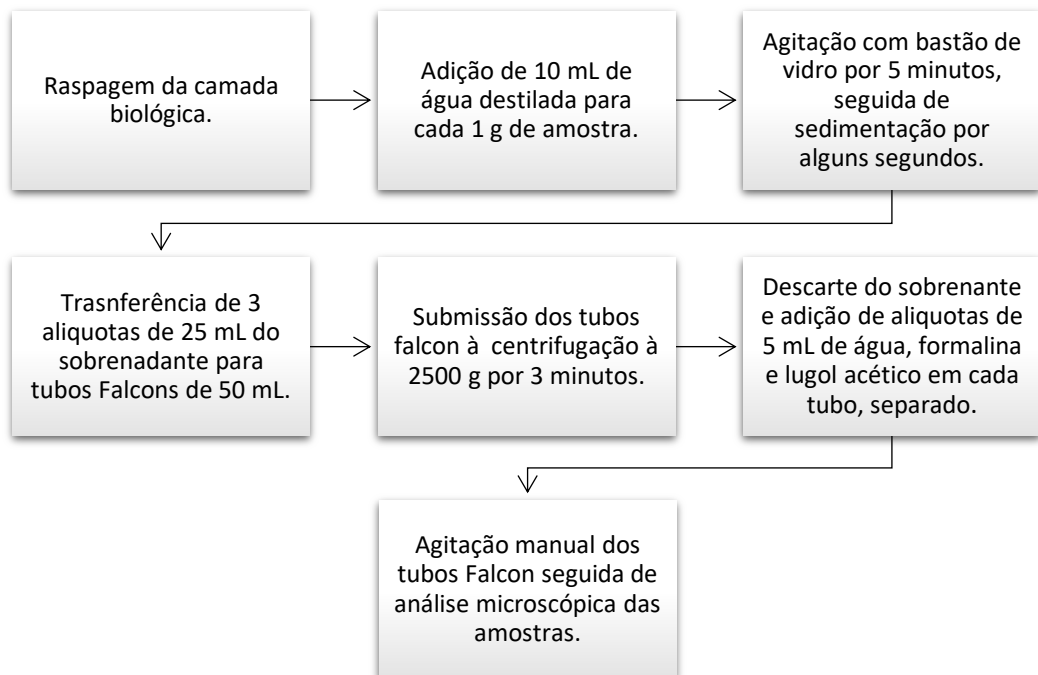 Raspagem da camada
biológica.
Adição de 10 mL de
água destilada para
cada 1 g de amostra.
Agitação com bastão de
vidro por 5 minutos,
seguida de
sedimentação por
alguns segundos.
Trasnferência de 3
aliquotas de 25 mL do
sobrenadante para
tubos Falcons de 50 mL.
Submissão dos tubos
falcon à centrifugação à
2500 g por 3 minutos.
Descarte do sobrenante
e adição de aliquotas de
5 mL de água, formalina
e lugol acético em cada
tubo, separado.
Agitação manual dos
tubos Falcon seguida de
análise microscópica das
amostras.